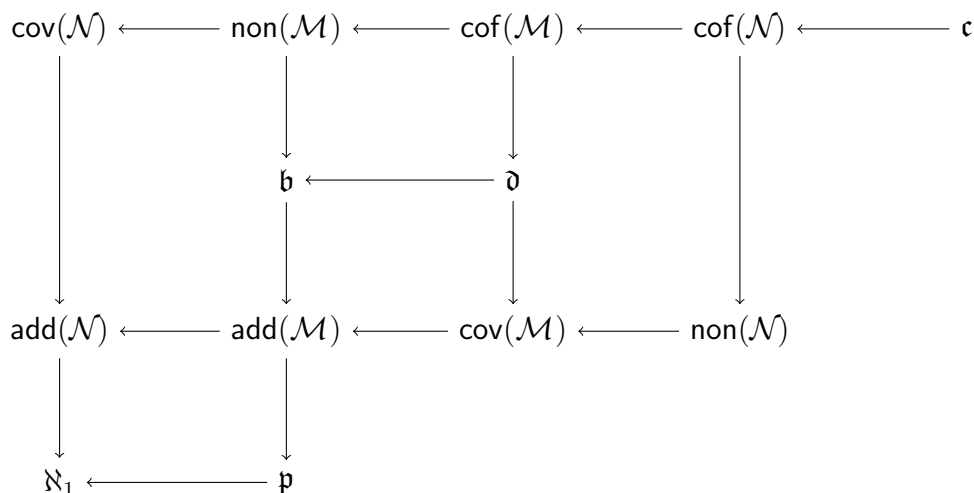 cov(𝒩) non(ℳ) cof(ℳ) cof(𝒩) 𝔠
𝔟 𝔡
add(𝒩) add(ℳ) cov(ℳ) non(𝒩)
ℵ₁ 𝔭